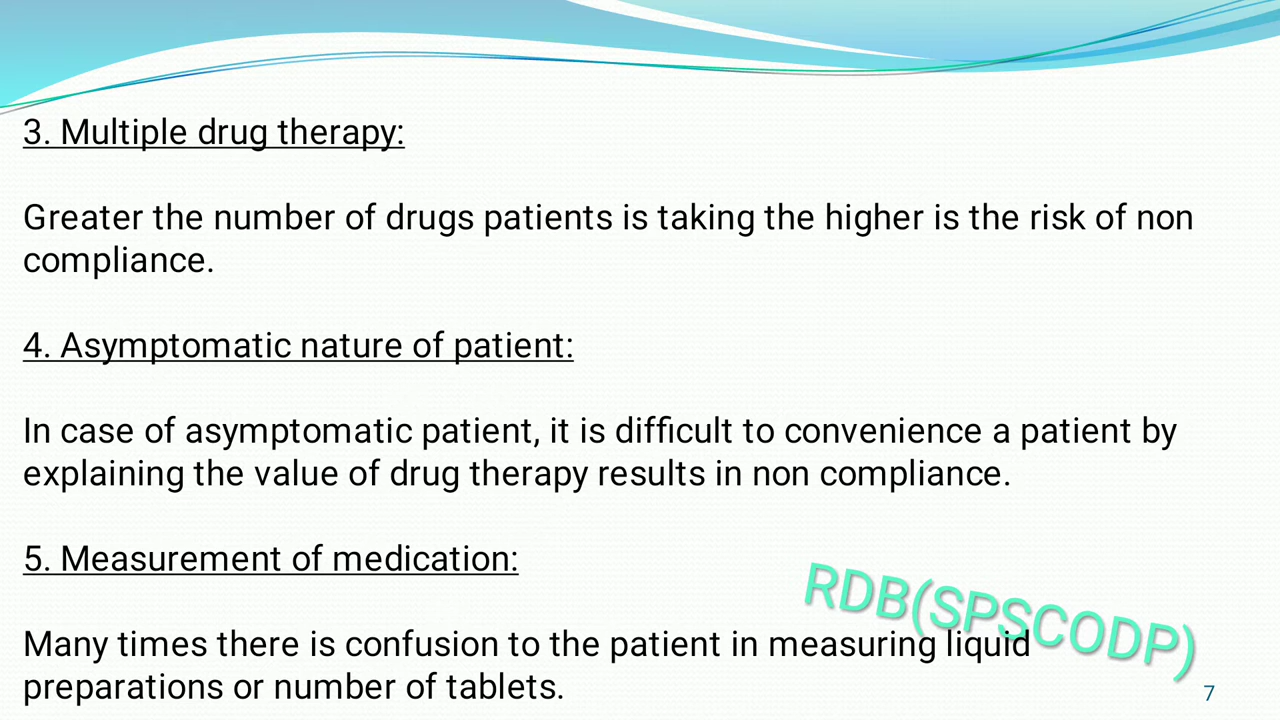 3. Multiple drug therapy:
Greater the number of drugs patients is taking the higher is the risk of non
compliance.
4. Asymptomatic nature of patient:
In case of asymptomatic patient, it is difficult to convenience a patient by
explaining the value of drug therapy results in non compliance.
5. Measurement of medication:
RDB(SPSCODP)
Many times there is confusion to the patient in measuring liquid
preparations or number of tablets.
7